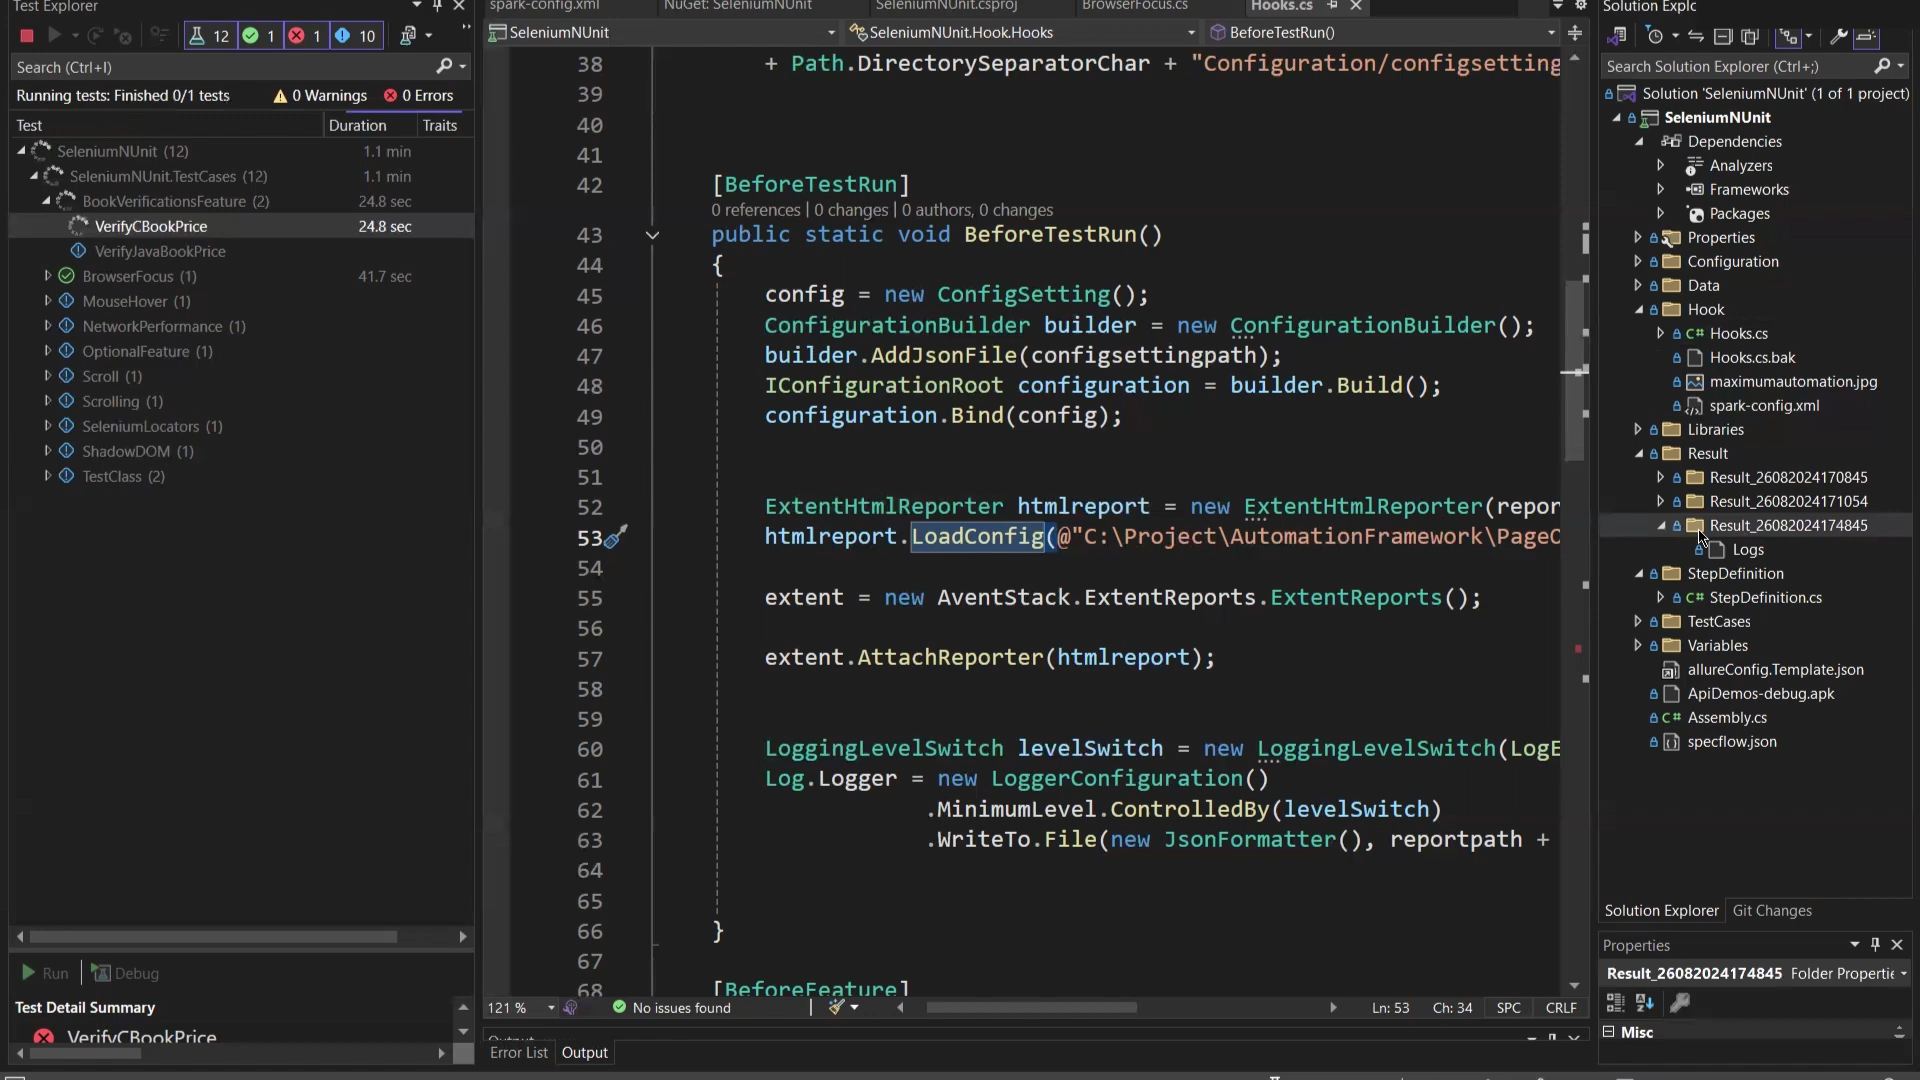 Test Explorer
12
1
1
10
Search (Ctrl+I)
Running tests: Finished 0/1 tests
0 Warnings
0 Errors
Test
Duration
Traits
SeleniumNUnit (12)
1.1 min
SeleniumNUnit.TestCases (12)
1.1 min
BookVerificationsFeature (2)
24.8 sec
VerifyCBookPrice
24.8 sec
VerifyJavaBookPrice
BrowserFocus (1)
41.7 sec
MouseHover (1)
NetworkPerformance (1)
OptionalFeature (1)
Scroll (1)
Scrolling (1)
SeleniumLocators (1)
ShadowDOM (1)
TestClass (2)
Run
Debug
Test Detail Summary
VerifyCBookPrice
spark-config.xml
NuGet: SeleniumNUnit
SeleniumNUnit.csproj
BrowserFocus.cs
Hooks.cs
SeleniumNUnit
SeleniumNUnit.Hook.Hooks
BeforeTestRun()
38 + Path.DirectorySeparatorChar + "Configuration/configsetting
39
40
41
42 [BeforeTestRun]
0 references | 0 changes | 0 authors, 0 changes
43 public static void BeforeTestRun()
44 {
45 config = new ConfigSetting();
46 ConfigurationBuilder builder = new ConfigurationBuilder();
47 builder.AddJsonFile(configsettingpath);
48 IConfigurationRoot configuration = builder.Build();
49 configuration.Bind(config);
50
51
52 ExtentHtmlReporter htmlreport = new ExtentHtmlReporter(repor
53 htmlreport.LoadConfig(@"C:\Project\AutomationFramework\PageO
54
55 extent = new AventStack.ExtentReports.ExtentReports();
56
57 extent.AttachReporter(htmlreport);
58
59
60 LoggingLevelSwitch levelSwitch = new LoggingLevelSwitch(LogE
61 Log.Logger = new LoggerConfiguration()
62 .MinimumLevel.ControlledBy(levelSwitch)
63 .WriteTo.File(new JsonFormatter(), reportpath +
64
65
66 }
67
68 [BeforeFeature]
121 %
No issues found
Ln: 53
Ch: 34
SPC
CRLF
Output
Error List
Output
Solution Explo
Search Solution Explorer (Ctrl+;)
Solution 'SeleniumNUnit' (1 of 1 project)
SeleniumNUnit
Dependencies
Analyzers
Frameworks
Packages
Properties
Configuration
Data
Hook
C# Hooks.cs
Hooks.cs.bak
maximumautomation.jpg
spark-config.xml
Libraries
Result
Result_26082024170845
Result_26082024171054
Result_26082024174845
Logs
StepDefinition
C# StepDefinition.cs
TestCases
Variables
allureConfig.Template.json
ApiDemos-debug.apk
C# Assembly.cs
specflow.json
Solution Explorer
Git Changes
Properties
Result_26082024174845 Folder Propertie
Misc